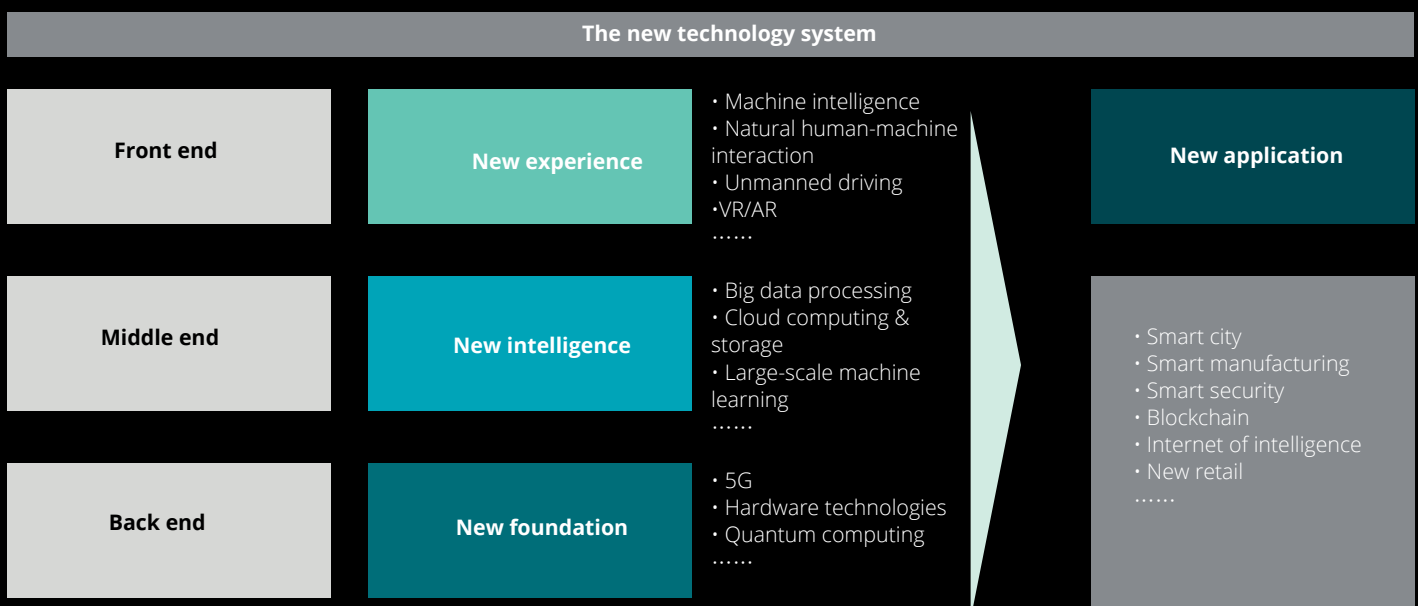 The new technology system
Front end
New experience
• Machine intelligence
• Natural human-machine
interaction
• Unmanned driving
•VR/AR
……
New application
Middle end
New intelligence
• Big data processing
• Cloud computing &
storage
• Large-scale machine
learning
……
• Smart city
• Smart manufacturing
• Smart security
• Blockchain
• Internet of intelligence
• New retail
……
Back end
New foundation
• 5G
• Hardware technologies
• Quantum computing
……